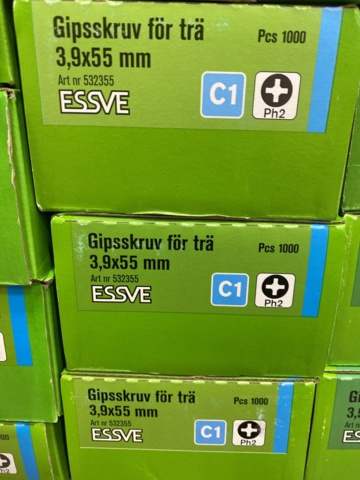 Gipsskruv för trä
Pcs 1000
3,9x55 mm
Art nr 532355
ESSVE
C1
Ph2
Gipsskruv för trä
Pcs 1000
3,9x55 mm
Art nr 532355
ESSVE
C1
Ph2
Gipsskruv för trä
Pcs 1000
3,9x55 mm
Art nr 532355
ESSVE
C1
Ph2